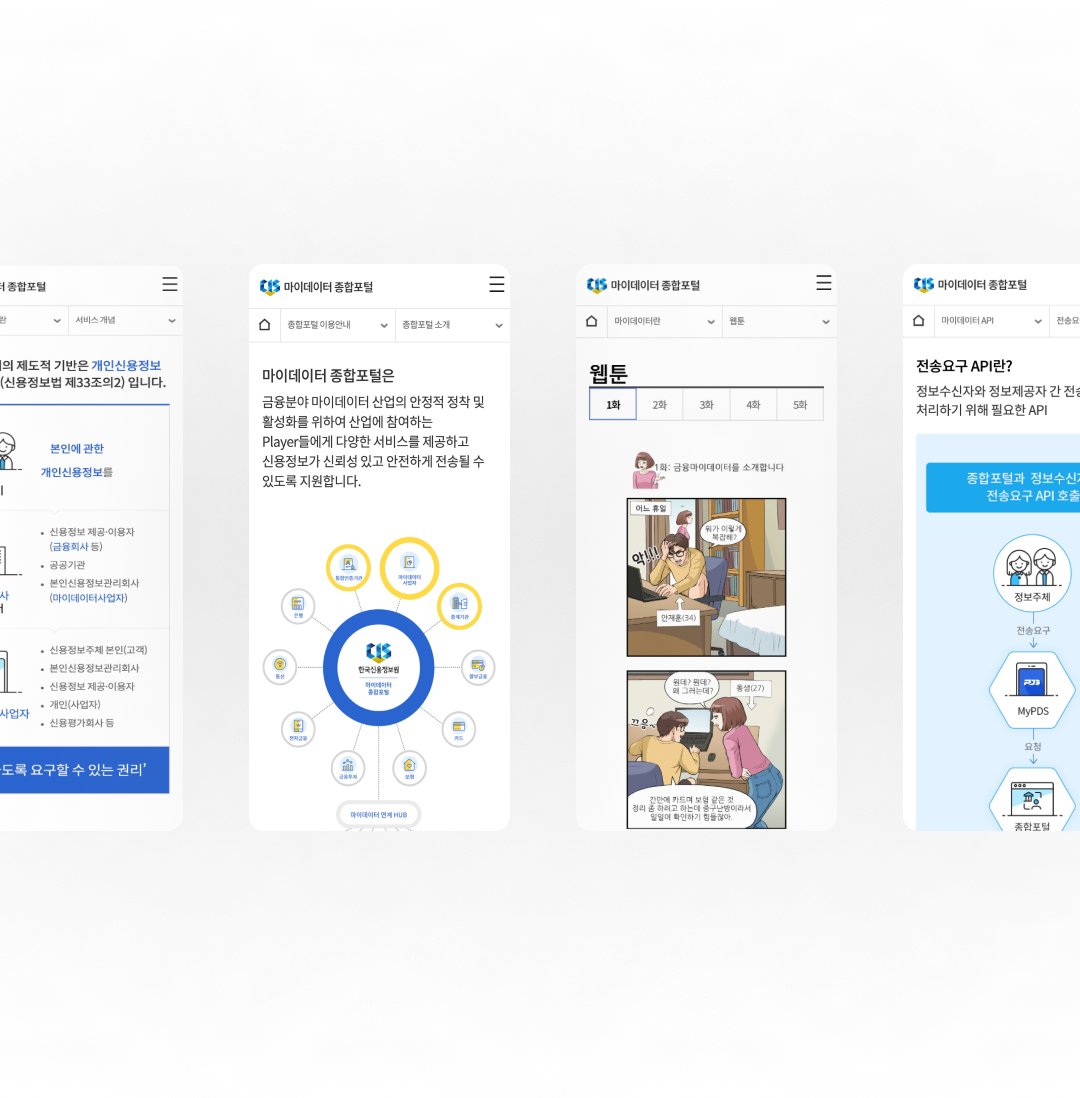 터 종합포털
란
서비스 개념
의 제도적 기반은 개인신용정보
(신용정보법 제33조의2) 입니다.
본인에 관한
개인신용정보를
신용정보 제공·이용자
(금융회사 등)
공공기관
본인신용정보관리회사
(마이데이터사업자)
신용정보주체 본인(고객)
본인신용정보관리회사
신용정보 제공·이용자
개인(사업자)
신용평가회사 등
사업자
도록 요구할 수 있는 권리’
CIS 마이데이터 종합포털
종합포털 이용안내
종합포털 소개
마이데이터 종합포털은
금융분야 마이데이터 산업의 안정적 정착 및
활성화를 위하여 산업에 참여하는
Player들에게 다양한 서비스를 제공하고
신용정보가 신뢰성 있고 안전하게 전송될 수
있도록 지원합니다.
통합인증기관
마이데이터
사업자
중계기관
은행
통신
할부금융
전자금융
카드
금융투자
보험
CIS
한국신용정보원
마이데이터
종합포털
마이데이터 연계 HUB
CIS 마이데이터 종합포털
마이데이터란
웹툰
웹툰
1화
2화
3화
4화
5화
1화: 금융마이데이터를 소개합니다
어느 휴일
뭐가 이렇게
복잡해?
악!!!
안재훈(34)
뭔데? 뭔데?
왜 그러는데?
동생(27)
끄응~
간만에 카드며 보험 같은 것
정리 좀 하려고 하는데 중구난방이라서
일일이 확인하기 힘들잖아.
CIS 마이데이터 종합포털
마이데이터 API
전송요
전송요구 API란?
정보수신자와 정보제공자 간 전송
처리하기 위해 필요한 API
종합포털과 정보수신자
전송요구 API 호출
정보주체
전송요구
PDS
MyPDS
요청
종합포털